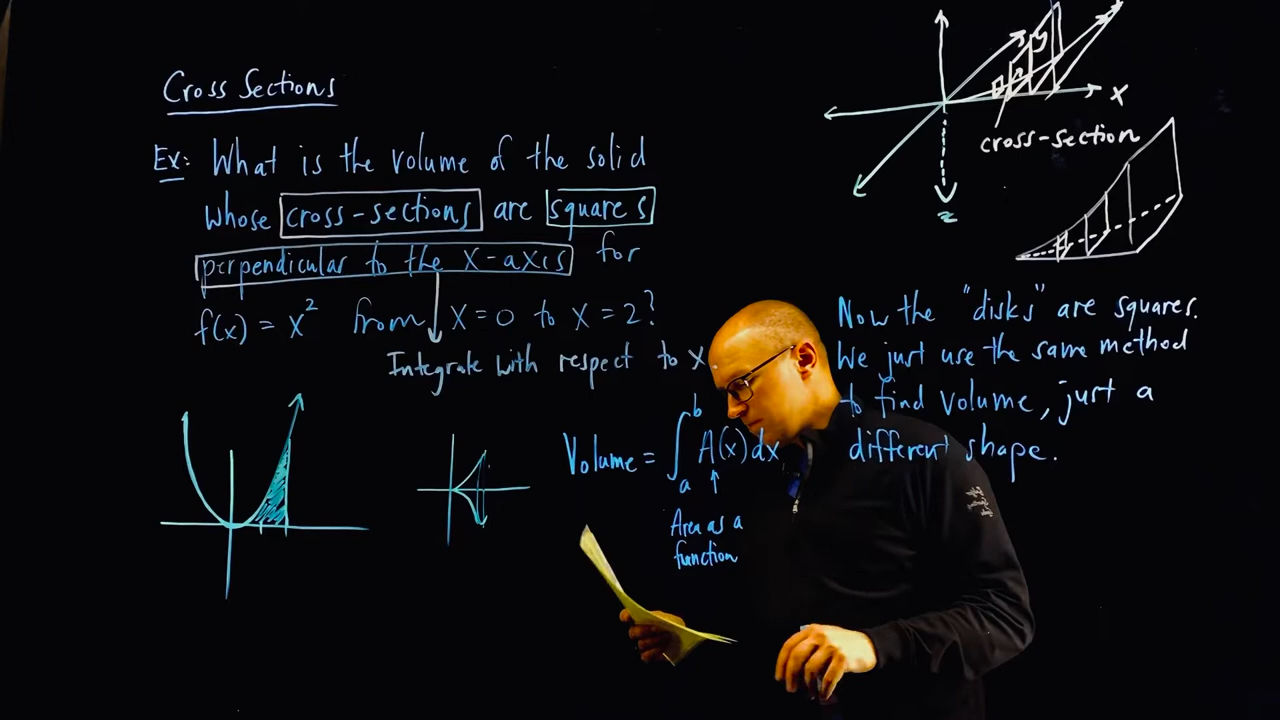 Cross Sections
Ex: What is the volume of the solid
whose cross-sections are squares
perpendicular to the x-axis for
f(x) = x² from x = 0 to x = 2?
Integrate with respect to x
Volume = ∫ₐᵇ A(x) dx
Area as a
function
x
cross-section
z
Now the "disks" are squares.
We just use the same method
to find volume, just a
different shape.